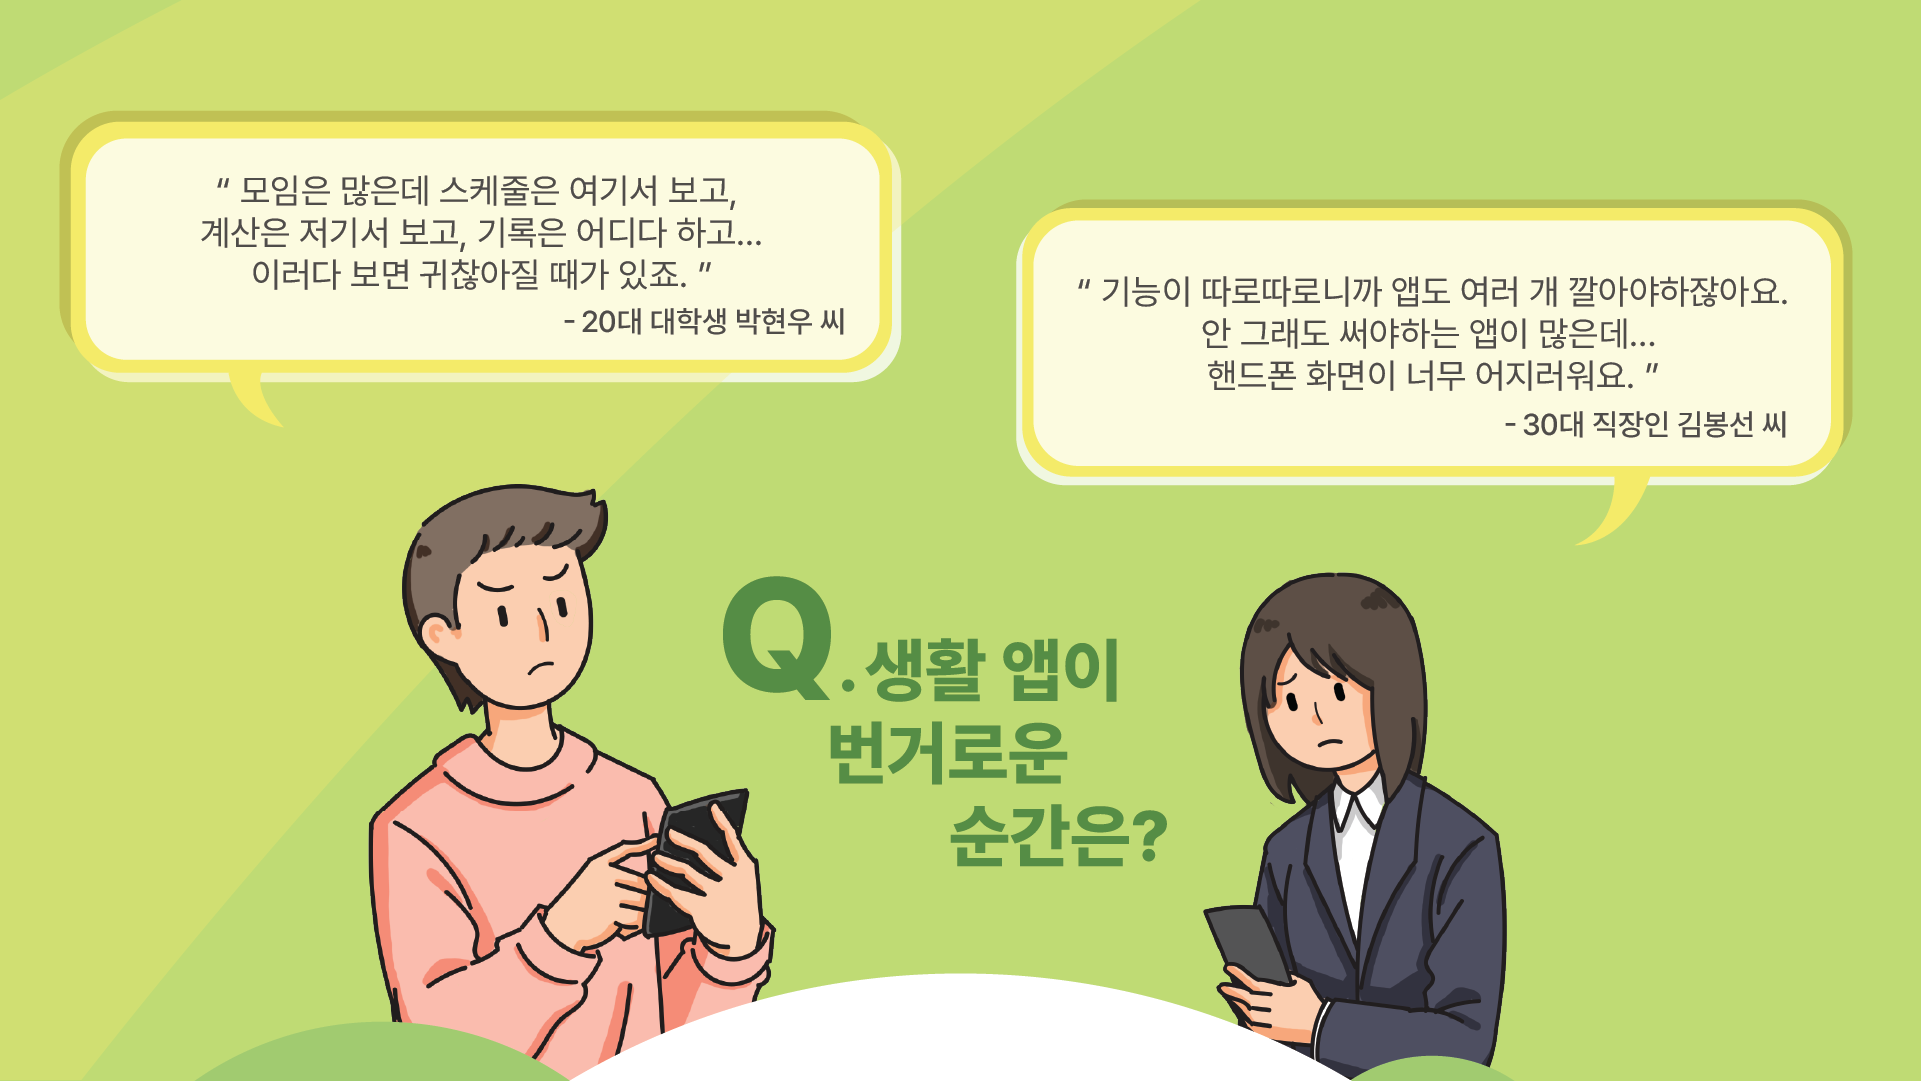 “ 모임은 많은데 스케줄은 여기서 보고,
계산은 저기서 보고, 기록은 어디다 하고...
이러다 보면 귀찮아질 때가 있죠. ”
- 20대 대학생 박현우 씨
“ 기능이 따로따로니까 앱도 여러 개 깔아야하잖아요.
안 그래도 써야하는 앱이 많은데...
핸드폰 화면이 너무 어지러워요. ”
- 30대 직장인 김봉선 씨
Q. 생활 앱이
번거로운
순간은?